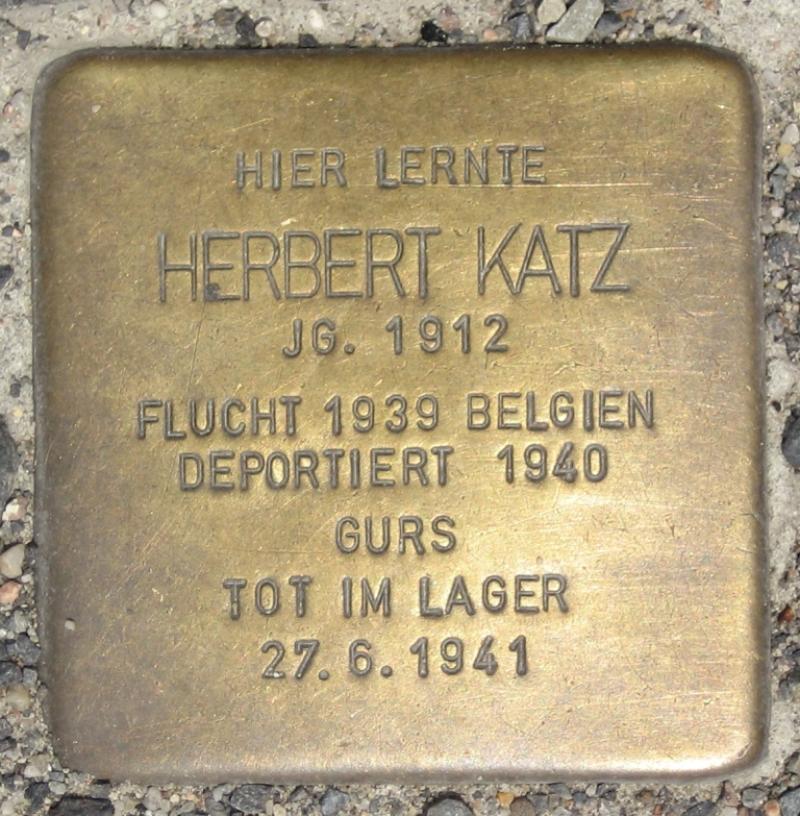 HIER LERNTE
HERBERT KATZ
JG. 1912
FLUCHT 1939 BELGIEN
DEPORTIERT 1940
GURS
TOT IM LAGER
27.6.1941